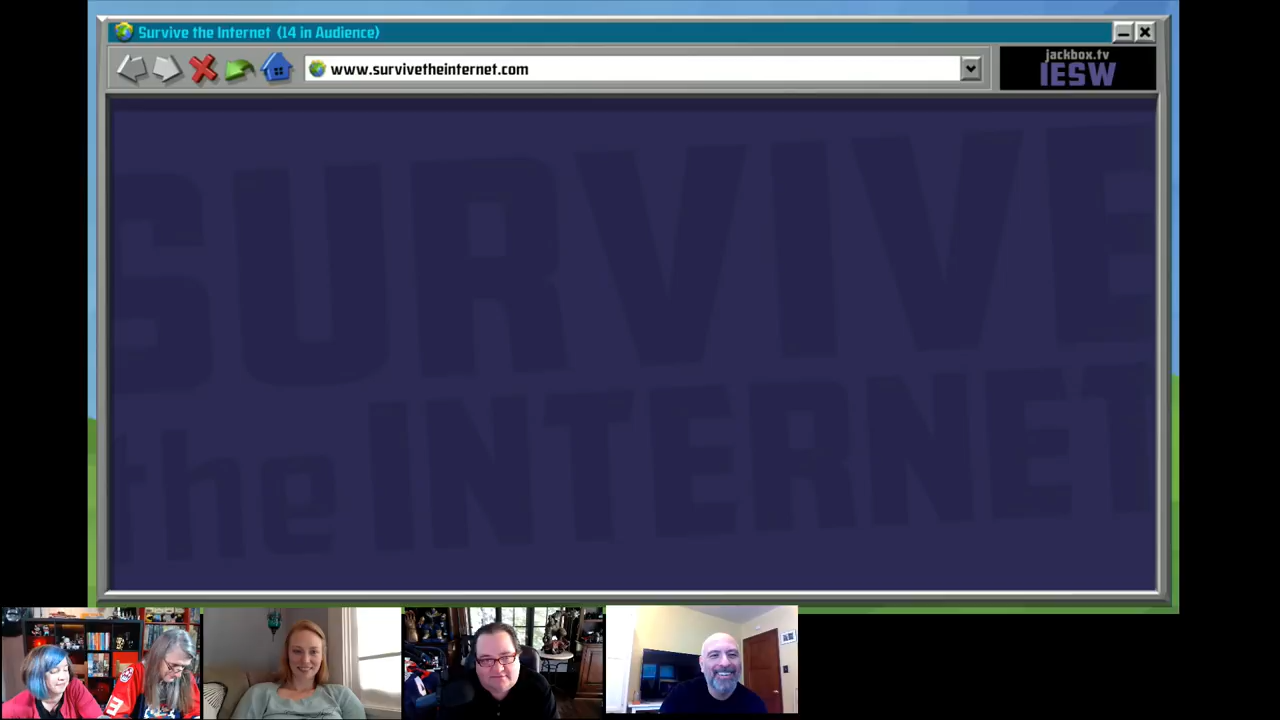 Survive the Internet (14 in Audience)
www.survivetheinternet.com
jackbox.tv
IESW
SURVIVE
the INTERNET